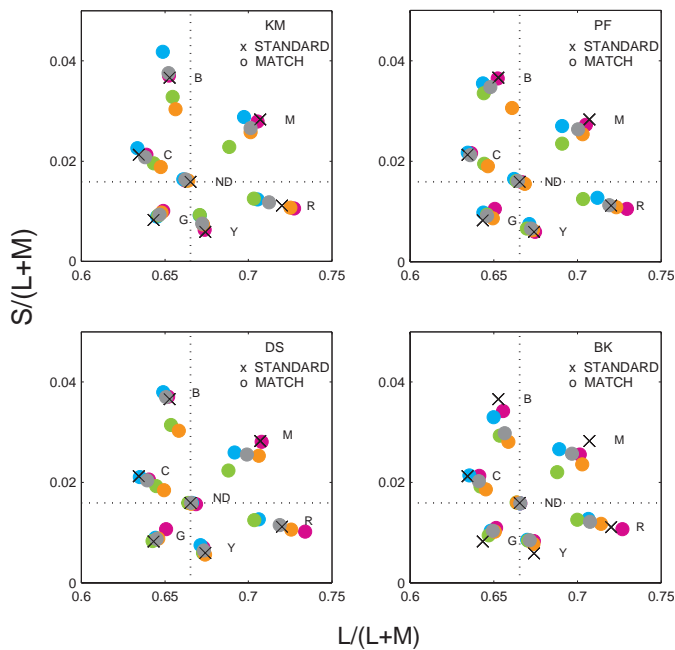 KM
x STANDARD
o MATCH
B
M
C
ND
R
G
Y
0.04
0.02
0
0.6
0.65
0.7
0.75
PF
x STANDARD
o MATCH
B
M
C
ND
R
G
Y
0.04
0.02
0
0.6
0.65
0.7
0.75
S/(L+M)
DS
x STANDARD
o MATCH
B
M
C
ND
R
G
Y
0.04
0.02
0
0.6
0.65
0.7
0.75
BK
x STANDARD
o MATCH
B
M
C
ND
R
G
Y
0.04
0.02
0
0.6
0.65
0.7
0.75
L/(L+M)